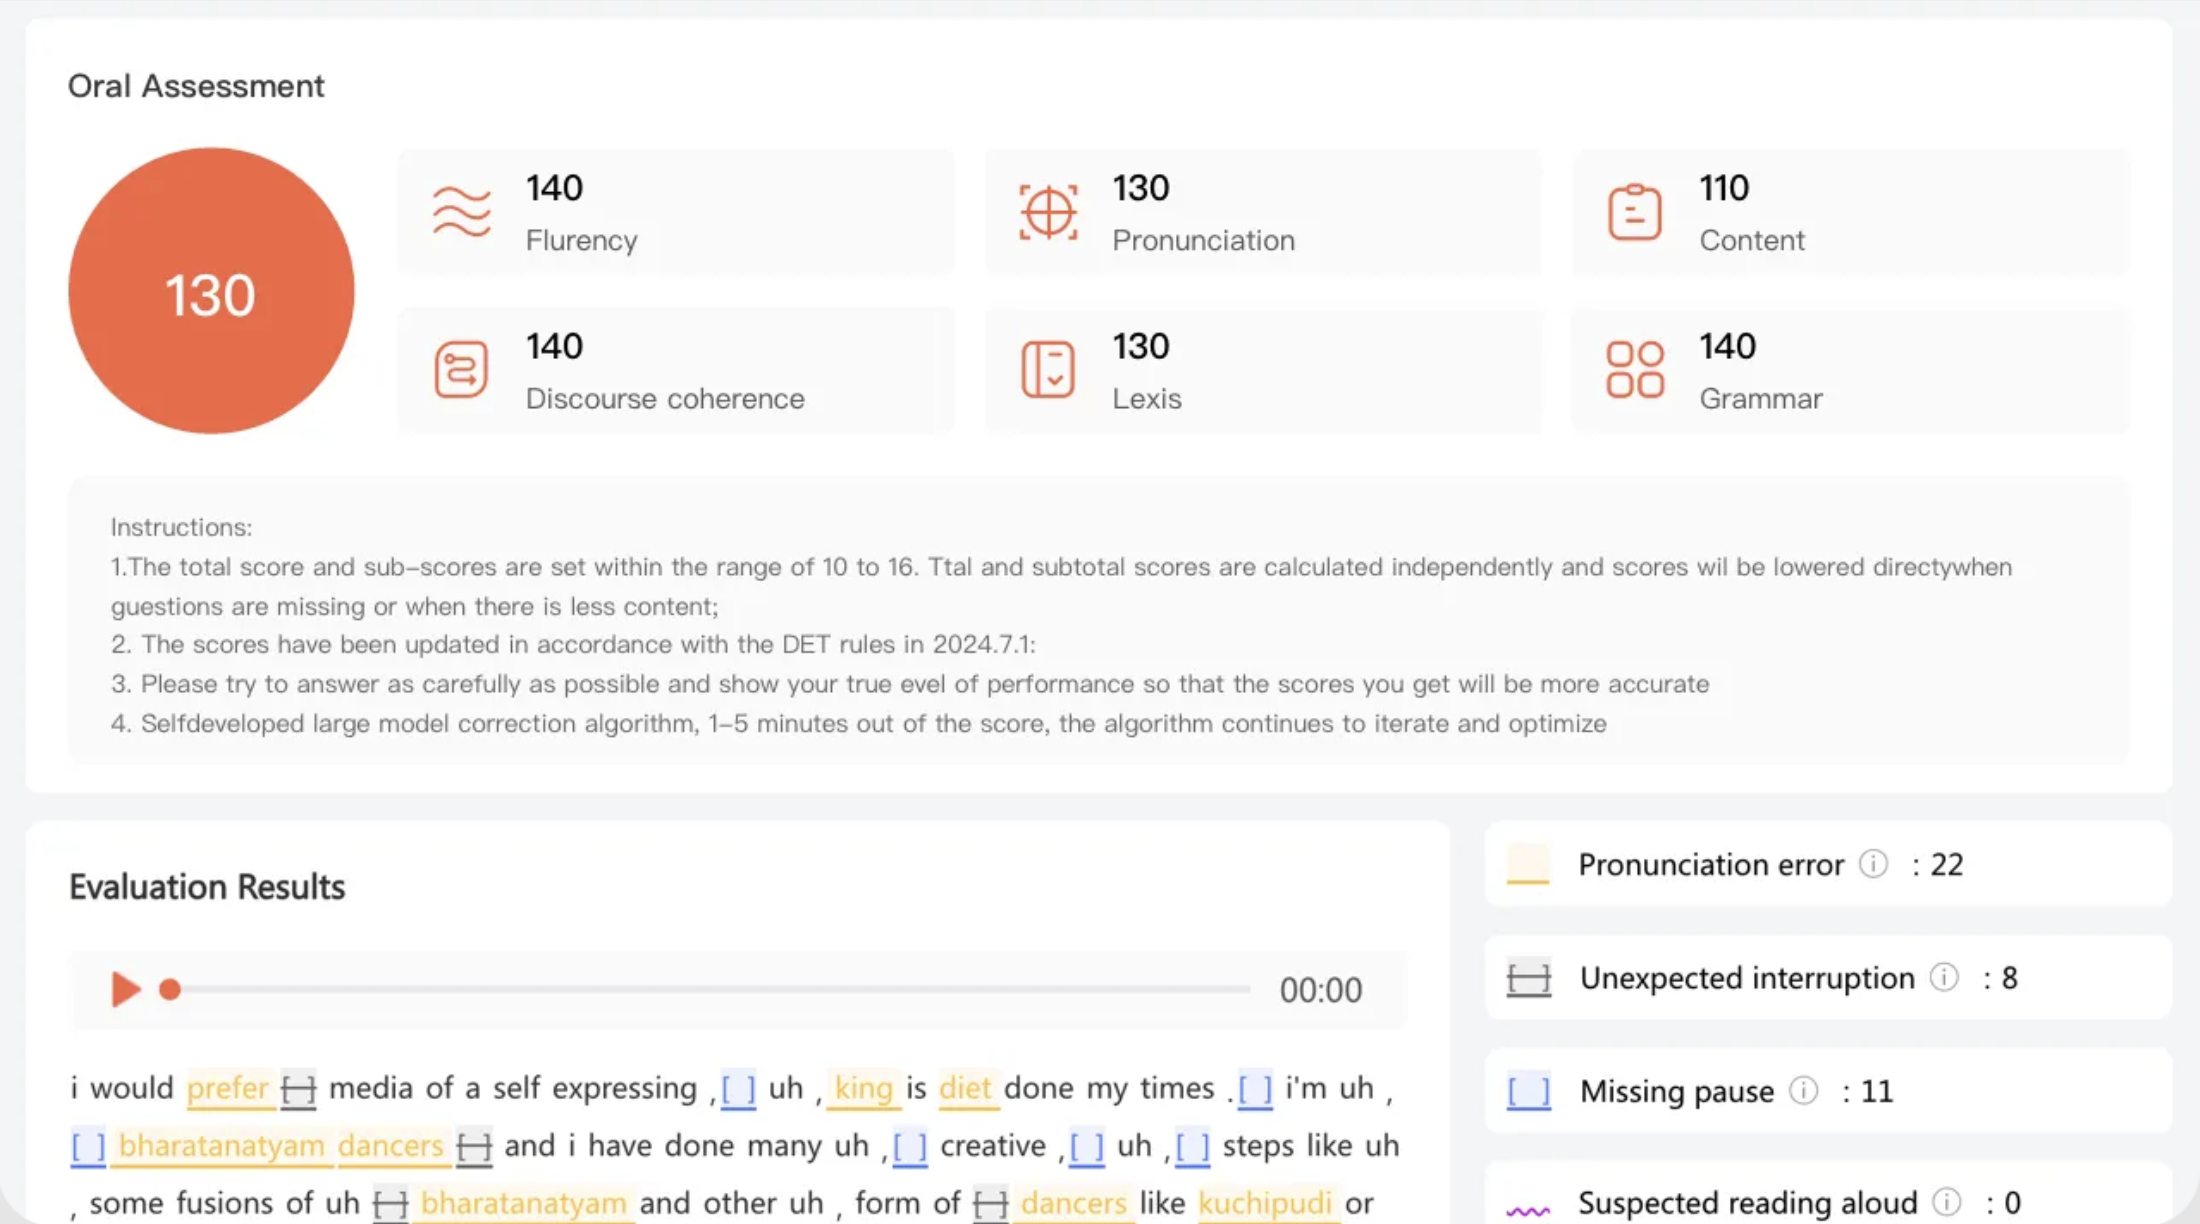 Oral Assessment
130
140
Flurency
130
Pronunciation
110
Content
140
Discourse coherence
130
Lexis
140
Grammar
Instructions:
1.The total score and sub-scores are set within the range of 10 to 16. Ttal and subtotal scores are calculated independently and scores wil be lowered directywhen
guestions are missing or when there is less content;
2. The scores have been updated in accordance with the DET rules in 2024.7.1:
3. Please try to answer as carefully as possible and show your true evel of performance so that the scores you get will be more accurate
4. Selfdeveloped large model correction algorithm, 1-5 minutes out of the score, the algorithm continues to iterate and optimize
Evaluation Results
00:00
i would prefer [-] media of a self expressing ,[ ] uh , king is diet done my times .[ ] i'm uh ,
[ ] bharatanatyam dancers [-] and i have done many uh ,[ ] creative ,[ ] uh ,[ ] steps like uh
, some fusions of uh [-] bharatanatyam and other uh , form of [-] dancers like kuchipudi or
Pronunciation error : 22
[-] Unexpected interruption : 8
[ ] Missing pause : 11
Suspected reading aloud : 0